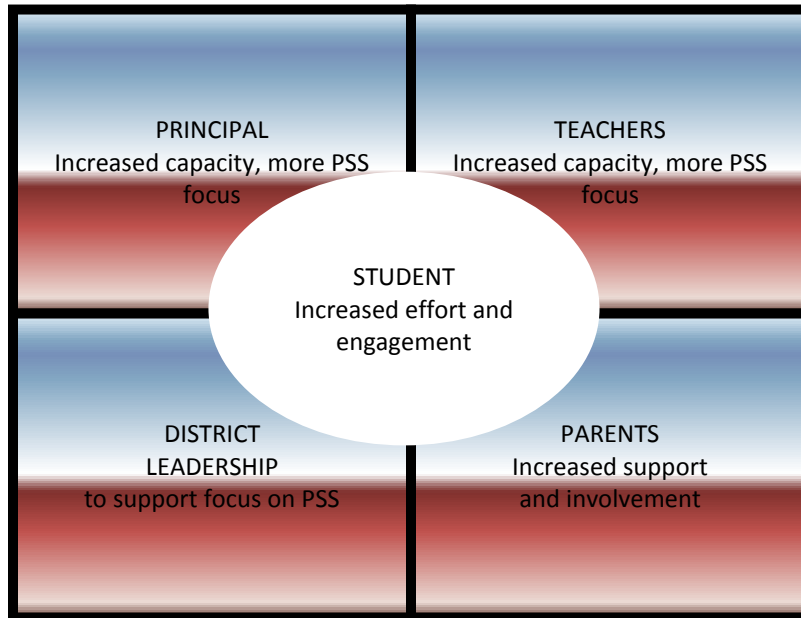 PRINCIPAL
Increased capacity, more PSS
focus
TEACHERS
Increased capacity, more PSS
focus
STUDENT
Increased effort and
engagement
DISTRICT
LEADERSHIP
to support focus on PSS
PARENTS
Increased support
and involvement